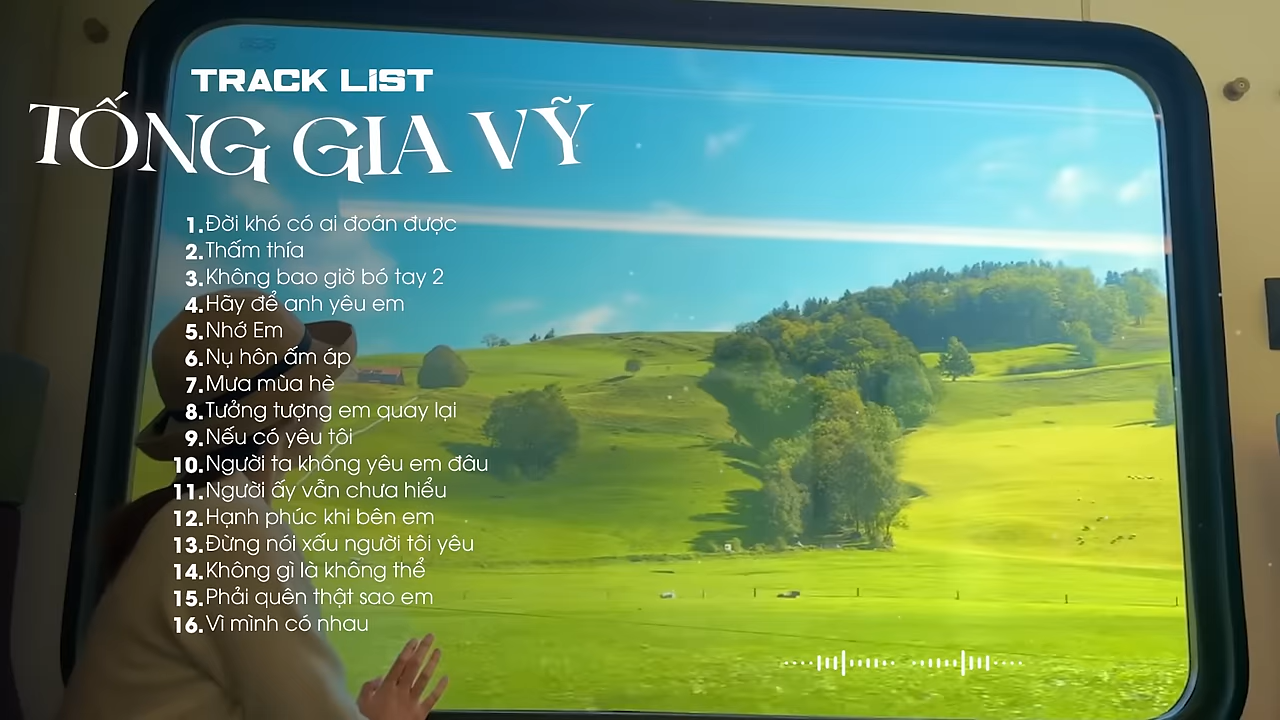 TRACK LIST
TỐNG GIA VỸ
1. Đời khó có ai đoán được
2. Thấm thía
3. Không bao giờ bó tay 2
4. Hãy để anh yêu em
5. Nhớ Em
6. Nụ hôn ấm áp
7. Mưa mùa hè
8. Tưởng tượng em quay lại
9. Nếu có yêu tôi
10. Người ta không yêu em đâu
11. Người ấy vẫn chưa hiểu
12. Hạnh phúc khi bên em
13. Đừng nói xấu người tội yêu
14. Không gì là không thể
15. Phải quên thật sao em
16. Vì mình có nhau